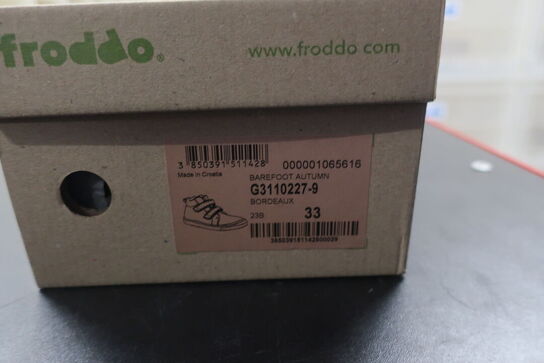 froddo®
www.froddo.com
3 850391 511428
000001065616
Made in Croatia
BAREFOOT AUTUMN
G3110227-9
BORDEAUX
23B
33